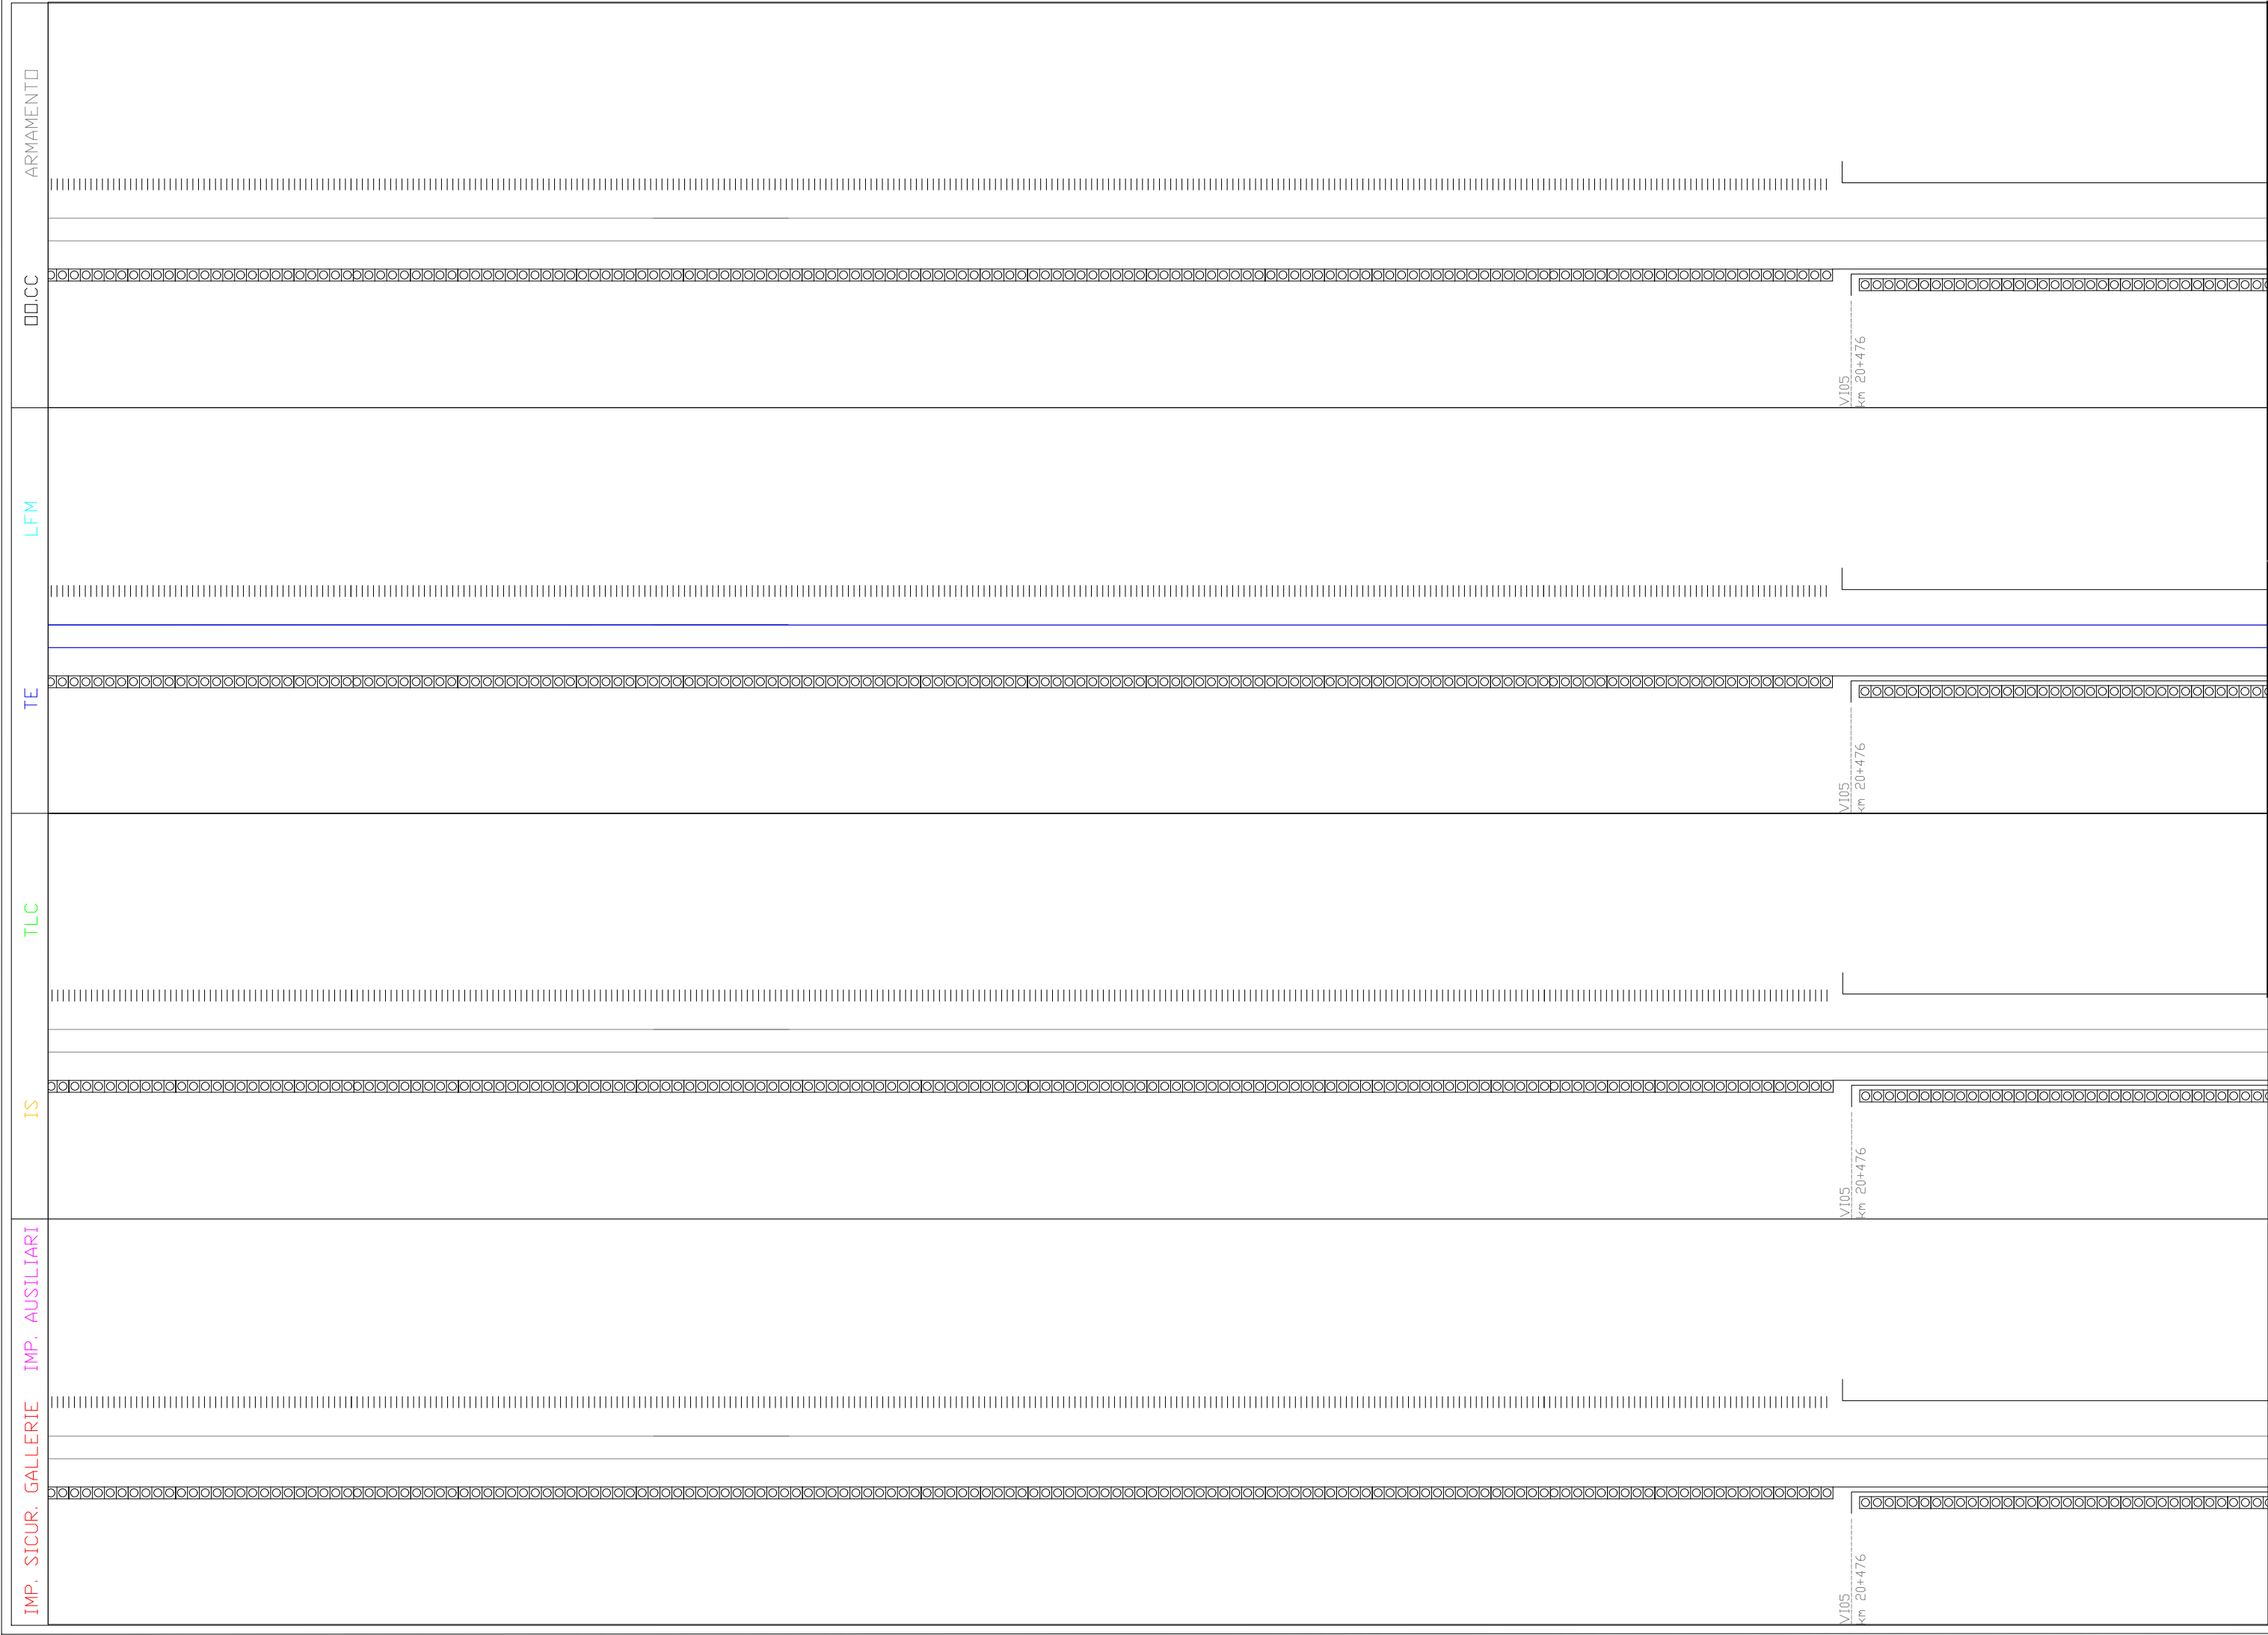 ARMAMENTO
OO.CC
VI05
km 20+476
LFM
TE
VI05
km 20+476
TLC
IS
VI05
km 20+476
IMP. AUSILIARI
IMP. SICUR. GALLERIE
VI05
km 20+476